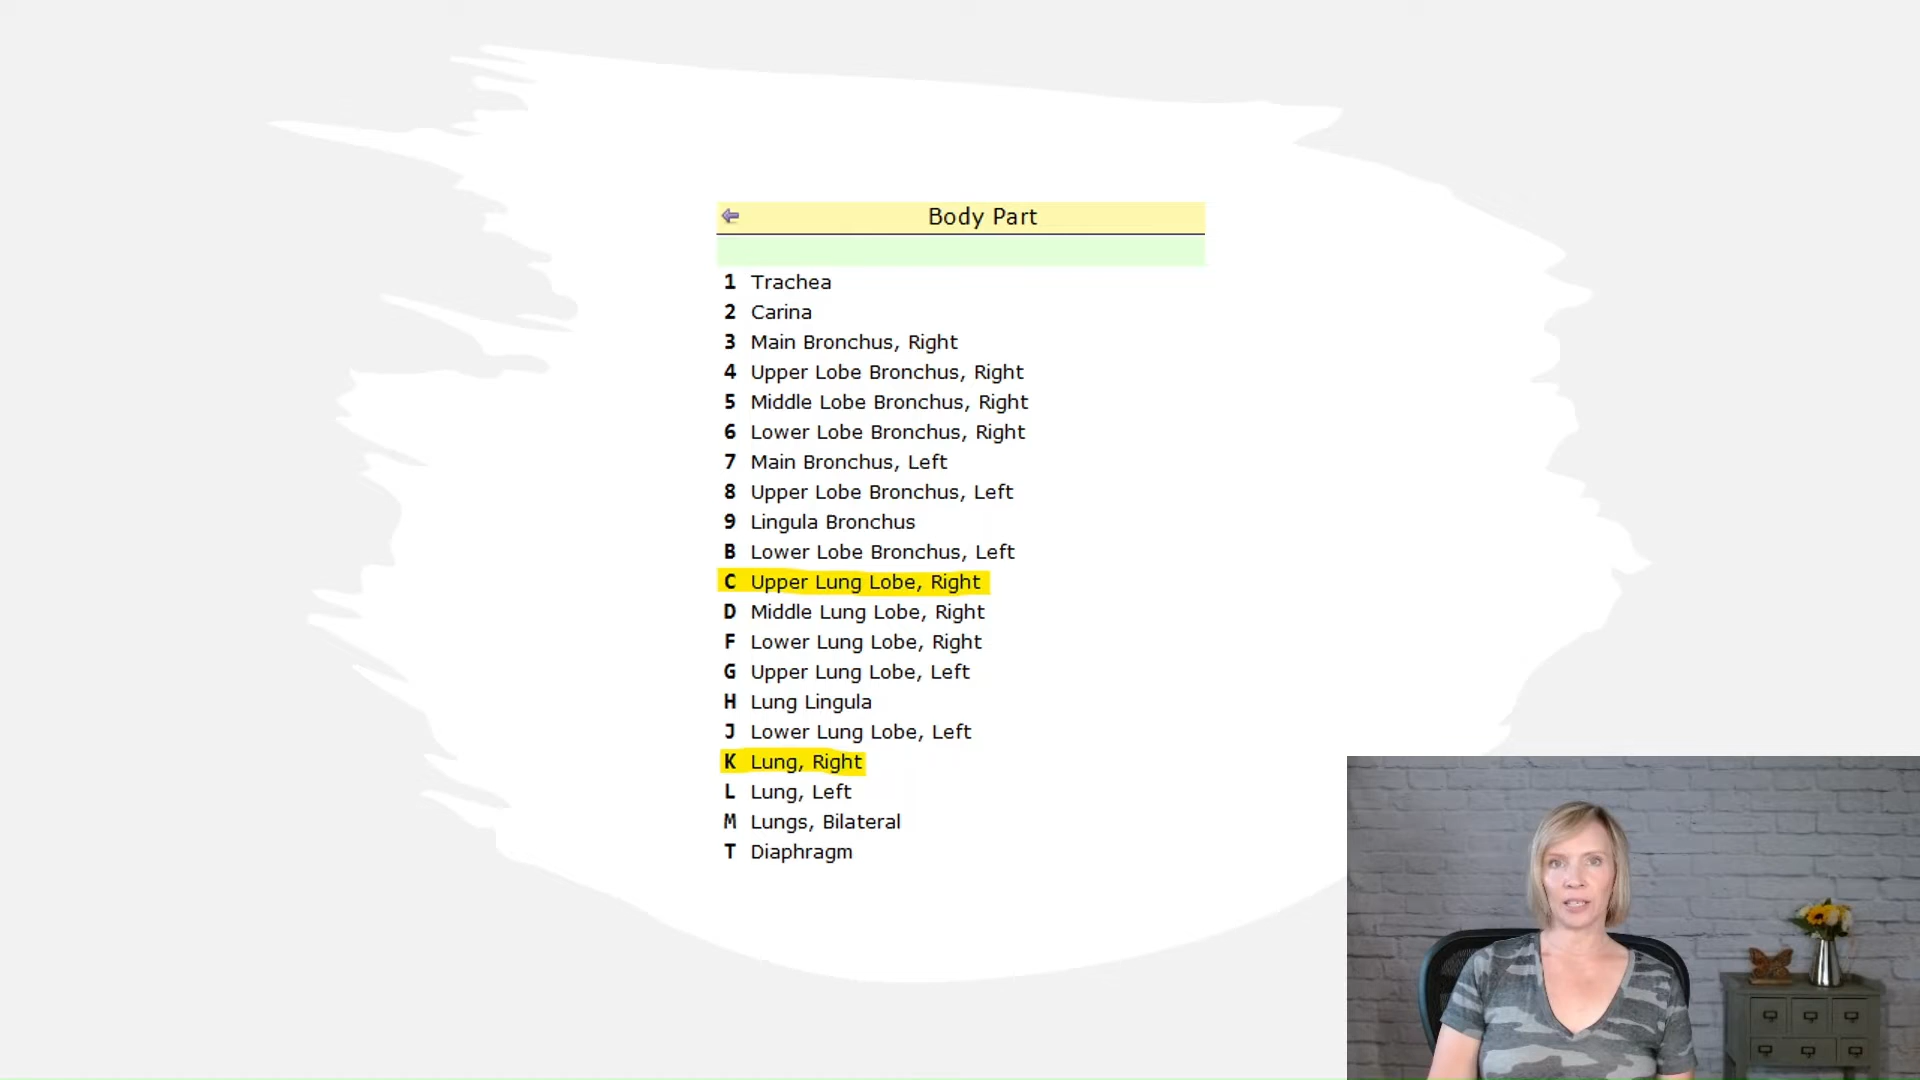 Body Part
1 Trachea
2 Carina
3 Main Bronchus, Right
4 Upper Lobe Bronchus, Right
5 Middle Lobe Bronchus, Right
6 Lower Lobe Bronchus, Right
7 Main Bronchus, Left
8 Upper Lobe Bronchus, Left
9 Lingula Bronchus
B Lower Lobe Bronchus, Left
C Upper Lung Lobe, Right
D Middle Lung Lobe, Right
F Lower Lung Lobe, Right
G Upper Lung Lobe, Left
H Lung Lingula
J Lower Lung Lobe, Left
K Lung, Right
L Lung, Left
M Lungs, Bilateral
T Diaphragm